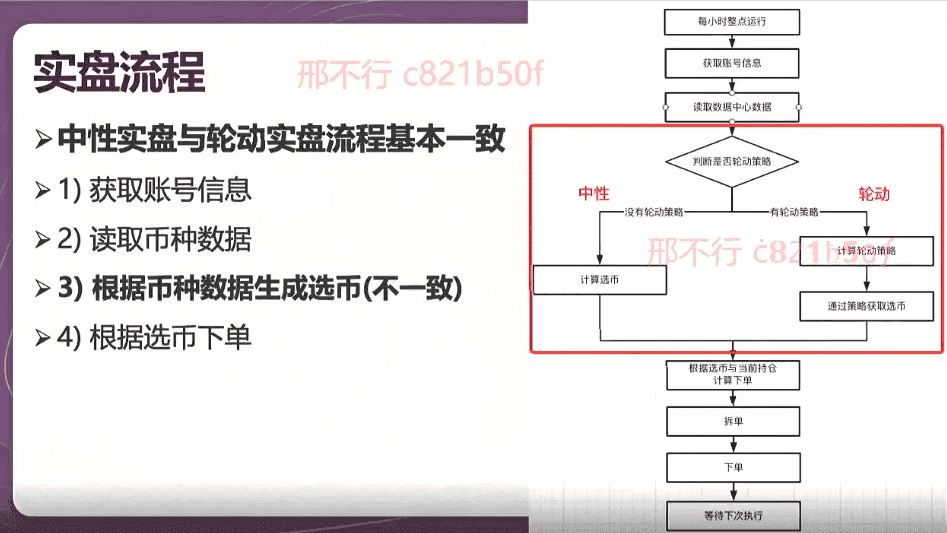 实盘流程
邢不行 c821b50f
➢中性实盘与轮动实盘流程基本一致
➢1) 获取账号信息
➢2) 读取币种数据
➢3) 根据币种数据生成选币(不一致)
➢4) 根据选币下单
每小时整点运行
获取账号信息
读取数据中心数据
判断是否轮动策略
中性
轮动
没有轮动策略
有轮动策略
邢不行 c821b50f
计算轮动策略
计算选币
通过策略获取选币
根据选币与当前持仓
计算下单
拆单
下单
等待下次执行